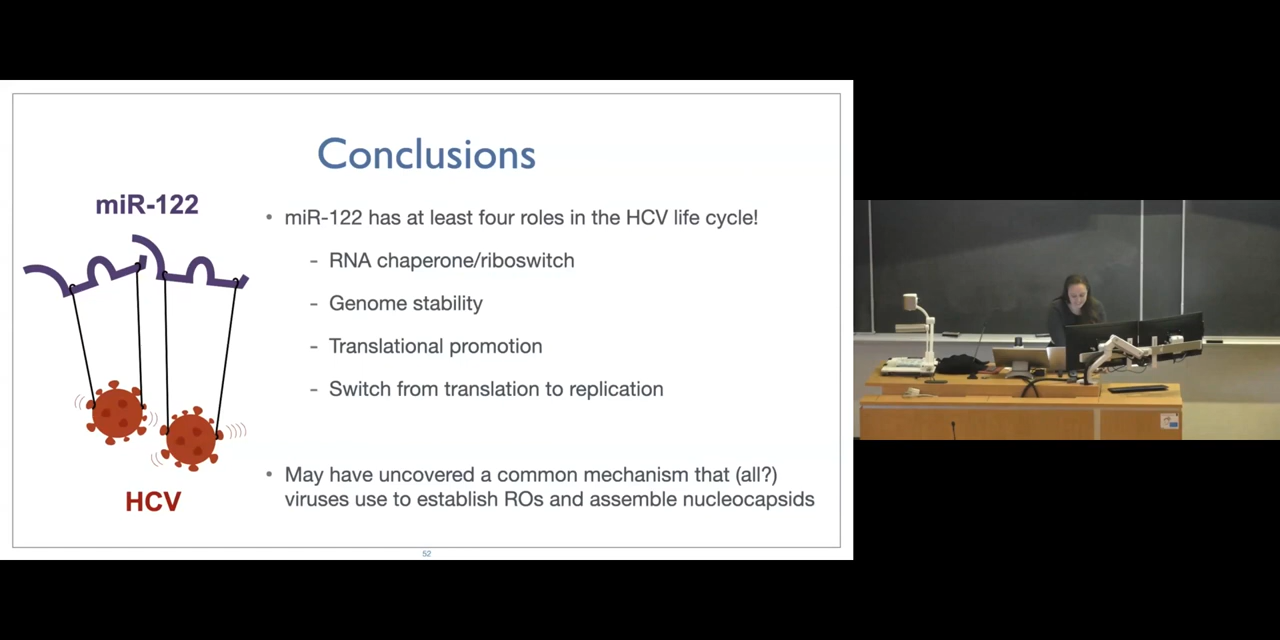 Conclusions
miR-122
• miR-122 has at least four roles in the HCV life cycle!
- RNA chaperone/riboswitch
- Genome stability
- Translational promotion
- Switch from translation to replication
• May have uncovered a common mechanism that (all?)
viruses use to establish ROs and assemble nucleocapsids
HCV
52